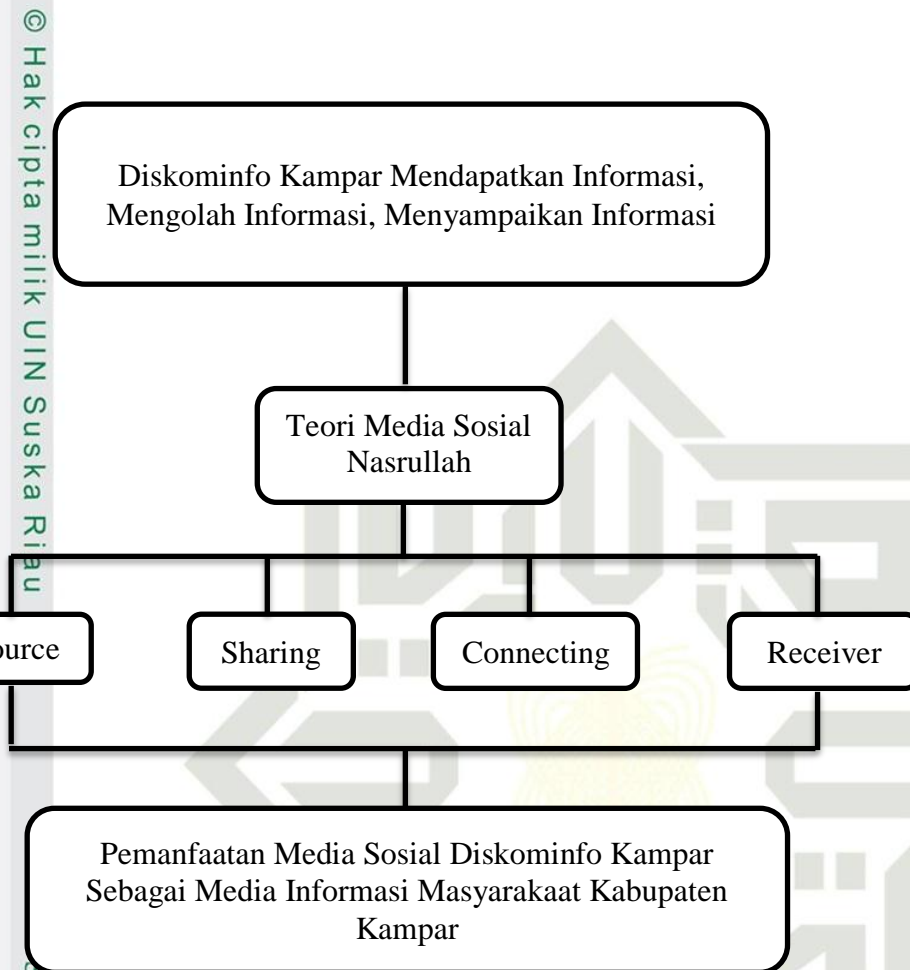 © Hak cipta milik UIN Suska Riau
Diskominfo Kampar Mendapatkan Informasi,
Mengolah Informasi, Menyampaikan Informasi
Teori Media Sosial
Nasrullah
ource
Sharing
Connecting
Receiver
Pemanfaatan Media Sosial Diskominfo Kampar
Sebagai Media Informasi Masyarakaat Kabupaten
Kampar